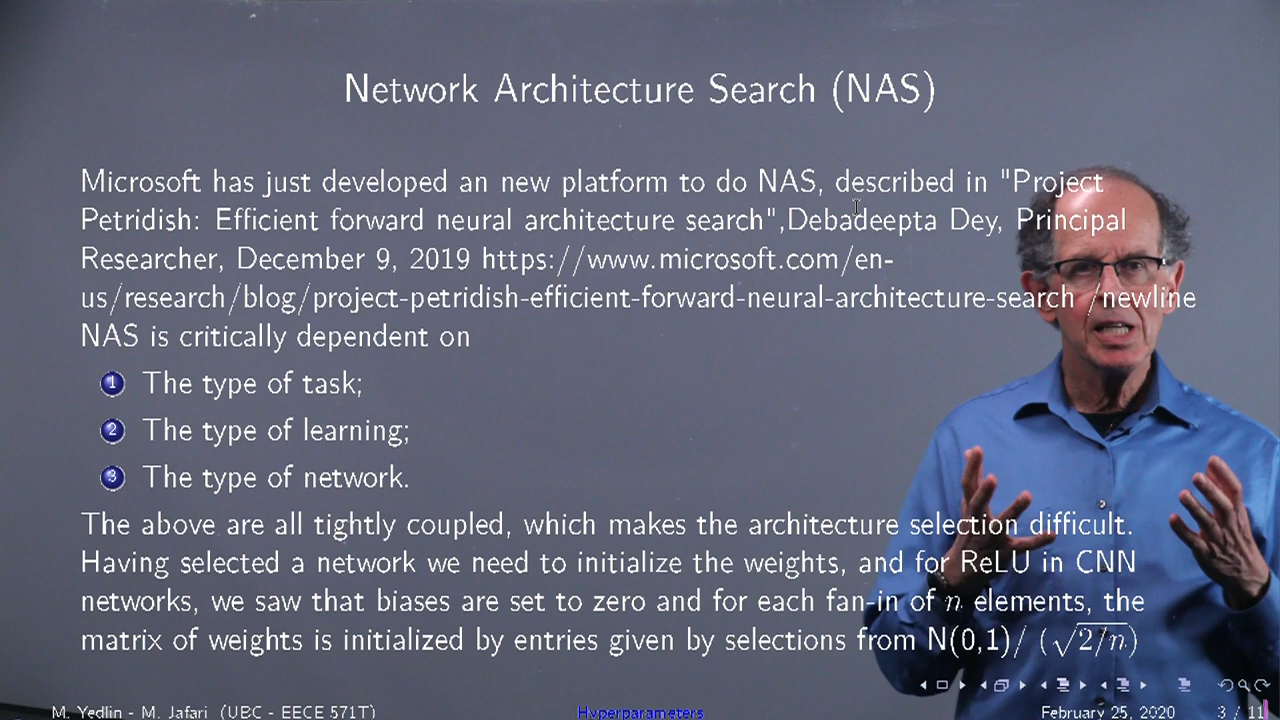 Network Architecture Search (NAS)
Microsoft has just developed an new platform to do NAS, described in "Project
Petridish: Efficient forward neural architecture search",Debadeepta Dey, Principal
Researcher, December 9, 2019 https://www.microsoft.com/en-
us/research/blog/project-petridish-efficient-forward-neural-architecture-search /newline
NAS is critically dependent on
1 The type of task;
2 The type of learning;
3 The type of network.
The above are all tightly coupled, which makes the architecture selection difficult.
Having selected a network we need to initialize the weights, and for ReLU in CNN
networks, we saw that biases are set to zero and for each fan-in of n elements, the
matrix of weights is initialized by entries given by selections from N(0,1)/ (√2/n)
M. Yedlin - M. Jafari (UBC - EECE 571T) Hyperparameters February 25, 2020 3 / 11